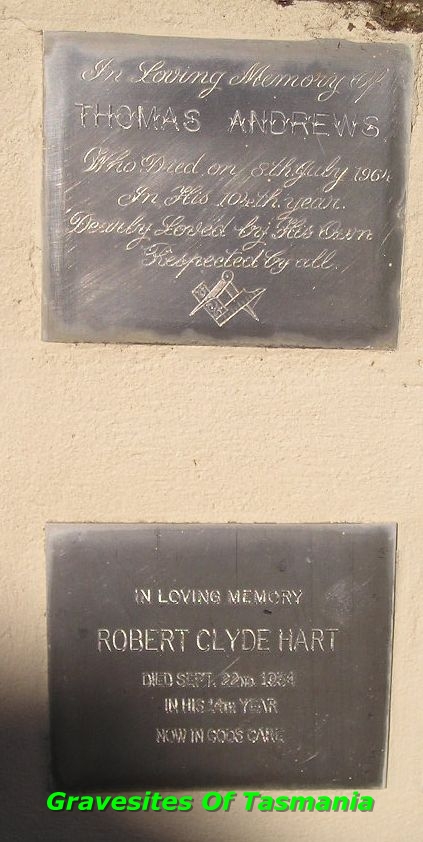 In Loving Memory Of
THOMAS ANDREWS
Who Died on 8th July 1964
In His 104th year.
Dearly Loved by His Own
Respected by all.
IN LOVING MEMORY
ROBERT CLYDE HART
DIED SEPT. 22ND.
IN HIS YEAR
NOW IN GODS CARE
Gravesites Of Tasmania